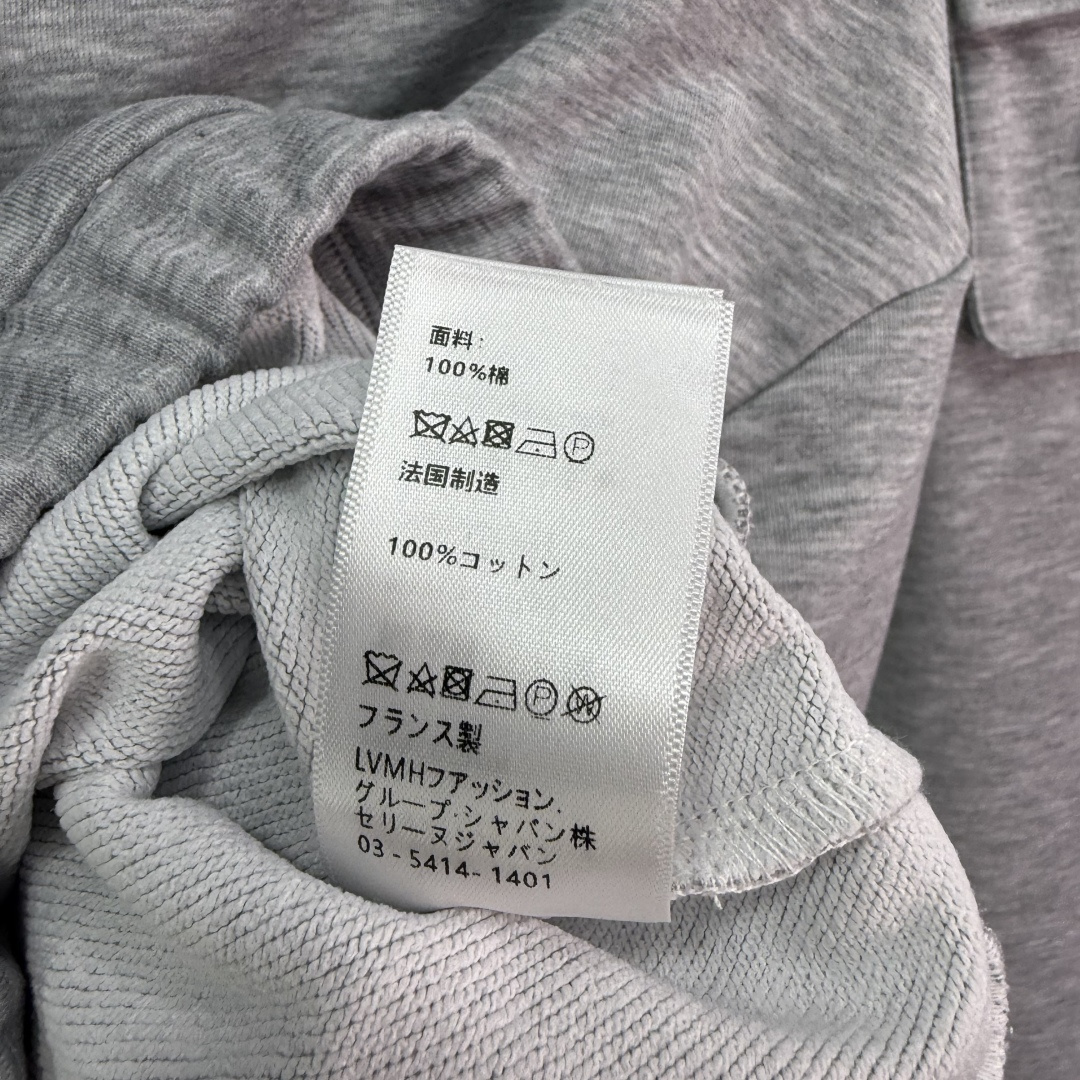 面料:
100%棉
P
法国制造
100%コットン
P W
フランス製
LVMHファッション.
グループ・ジャパン株
セリーヌジャパン
03-5414-1401